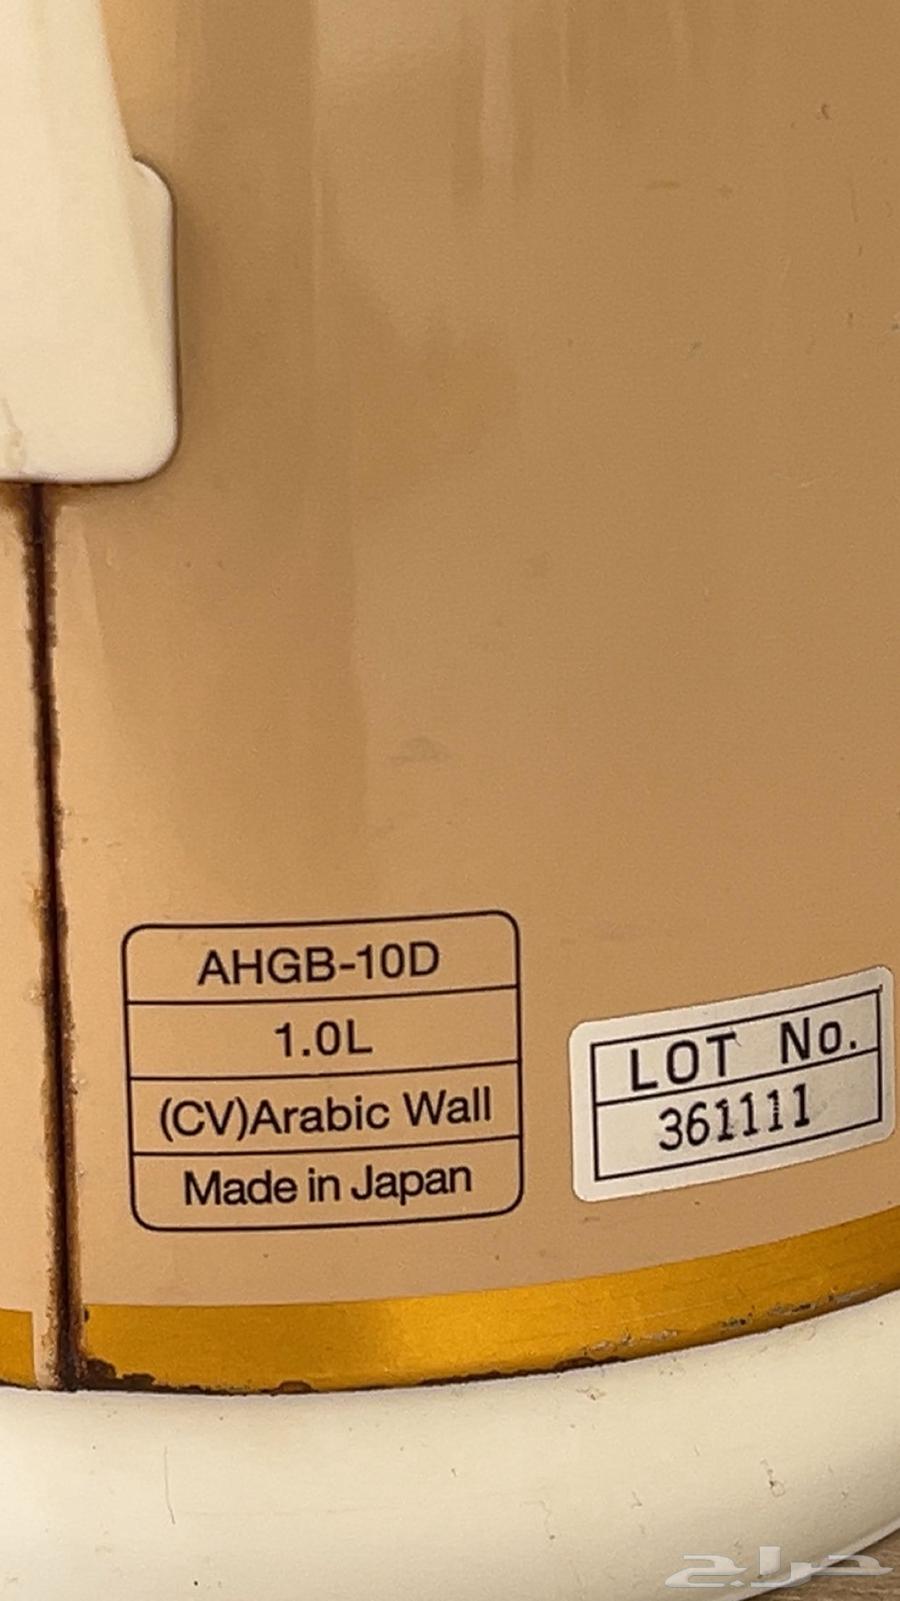 AHGB-10D
1.0L
(CV)Arabic Wall
Made in Japan
LOT No.
361111
حراج